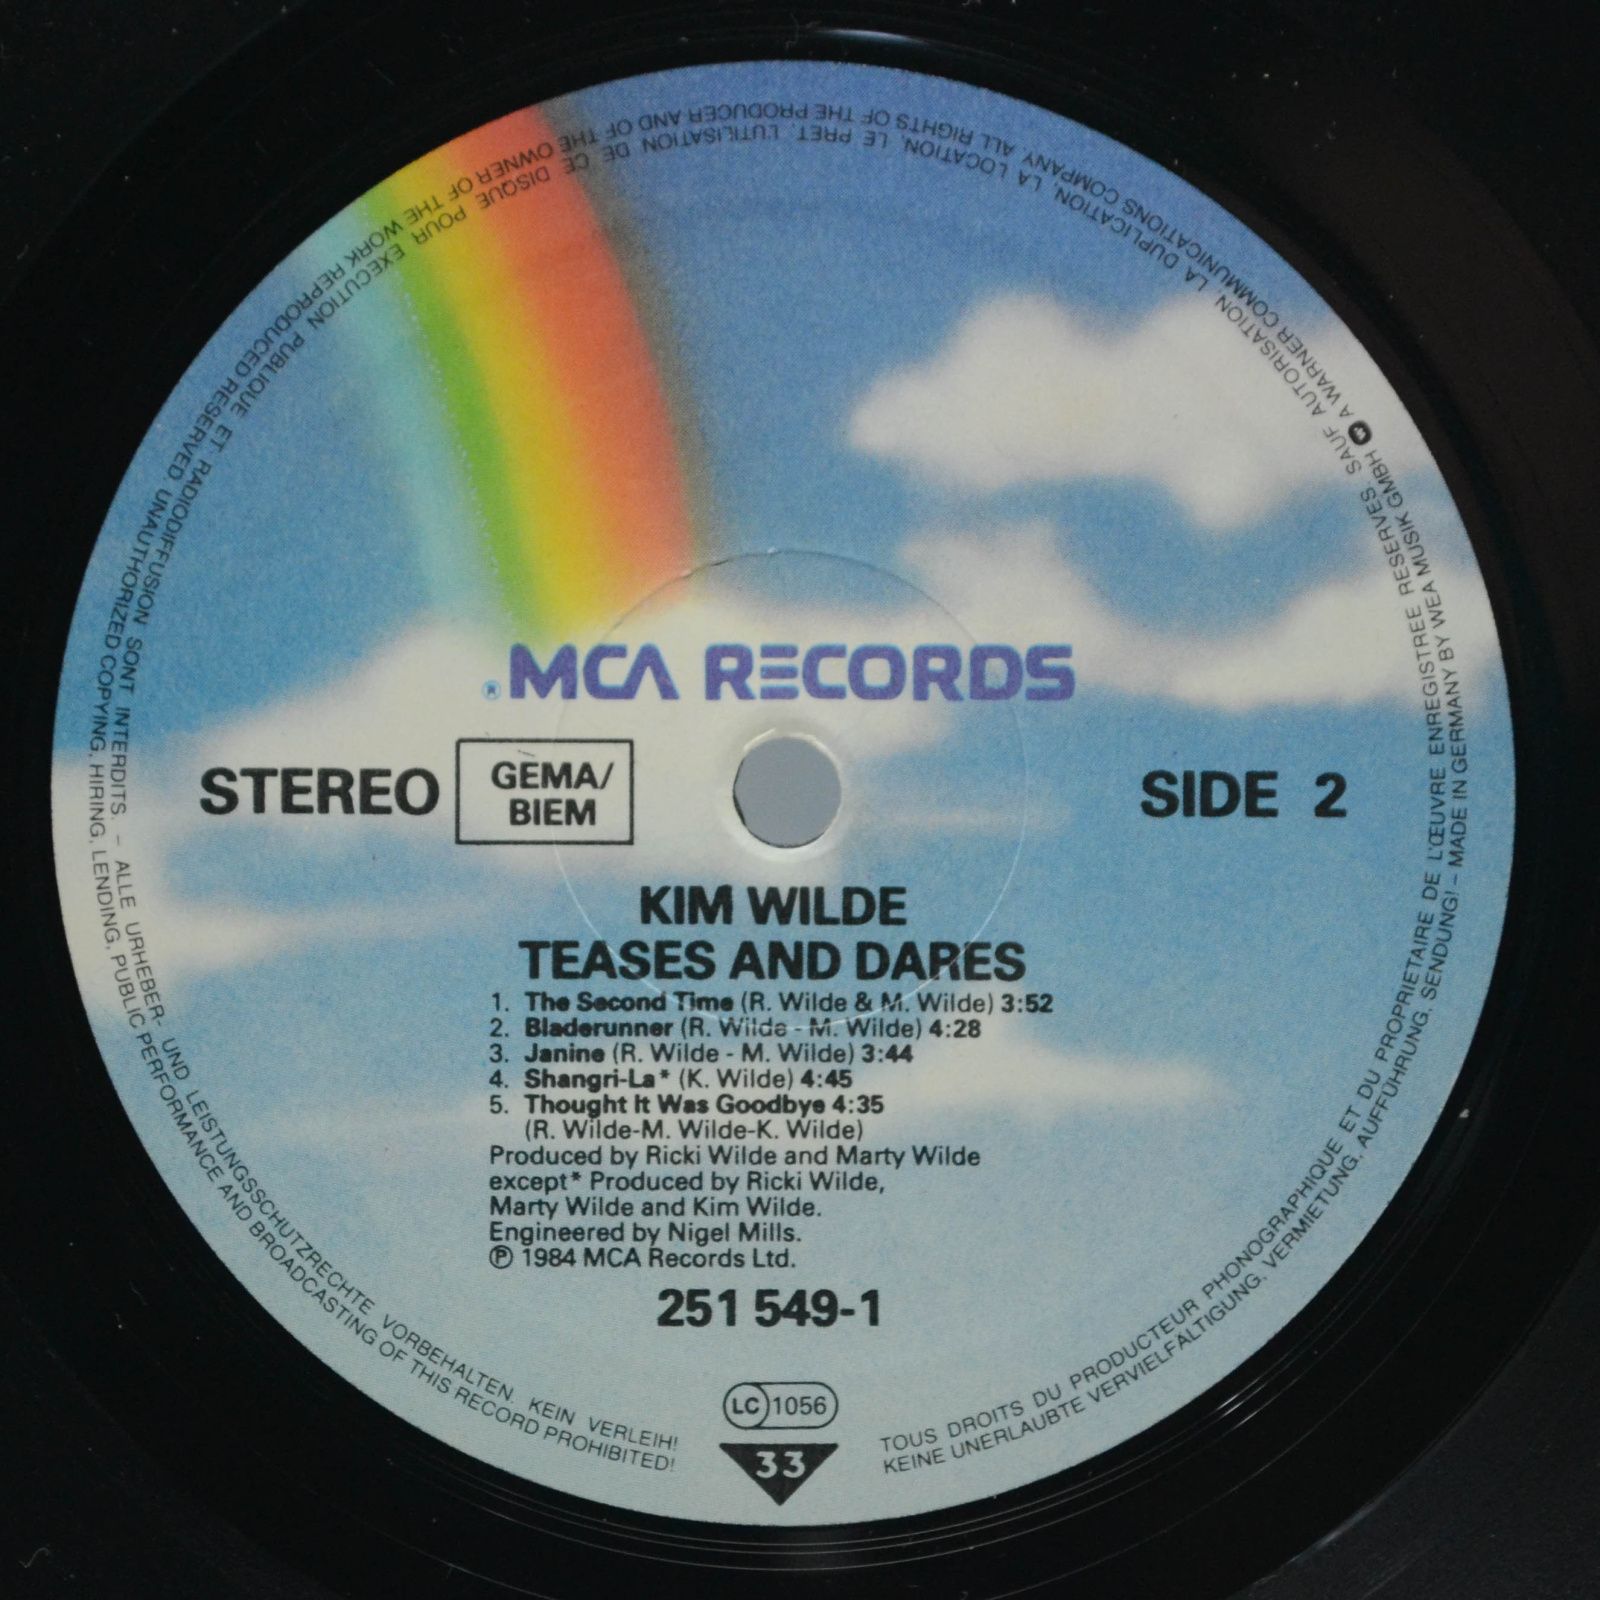 ® MCA RECORDS
STEREO GEMA/ SIDE 2
BIEM
KIM WILDE
TEASES AND DARES
1. The Second Time (R. Wilde & M. Wilde) 3:52
2. Bladerunner (R. Wilde - M. Wilde) 4:28
3. Janine (R. Wilde - M. Wilde) 3:44
4. Shangri-La* (K. Wilde) 4:45
5. Thought It Was Goodbye 4:35
(R. Wilde-M. Wilde-K. Wilde)
Produced by Ricki Wilde and Marty Wilde
except* Produced by Ricki Wilde,
Marty Wilde and Kim Wilde.
Engineered by Nigel Mills.
℗ 1984 MCA Records Ltd.
251 549-1
LC 1056
33
TOUS DROITS DU PRODUCTEUR PHONOGRAPHIQUE ET DU PROPRIETAIRE DE L'ŒUVRE ENREGISTREE RESERVES. SAUF AUTORISATION, LA DUPLICATION, LA LOCATION, LE PRET, L'UTILISATION DE CE DISQUE POUR EXECUTION PUBLIQUE ET RADIODIFFUSION SONT INTERDITS. – ALLE URHEBER- UND LEISTUNGSSCHUTZRECHTE VORBEHALTEN. KEIN VERLEIH!
KEINE UNERLAUBTE VERVIELFÄLTIGUNG, VERMIETUNG, AUFFÜHRUNG, SENDUNG! – MADE IN GERMANY BY WEA MUSIK GMBH A WARNER COMMUNICATIONS COMPANY. ALL RIGHTS OF THE PRODUCER AND OF THE OWNER OF THE WORK REPRODUCED RESERVED UNAUTHORIZED COPYING, HIRING, LENDING, PUBLIC PERFORMANCE AND BROADCASTING OF THIS RECORD PROHIBITED!